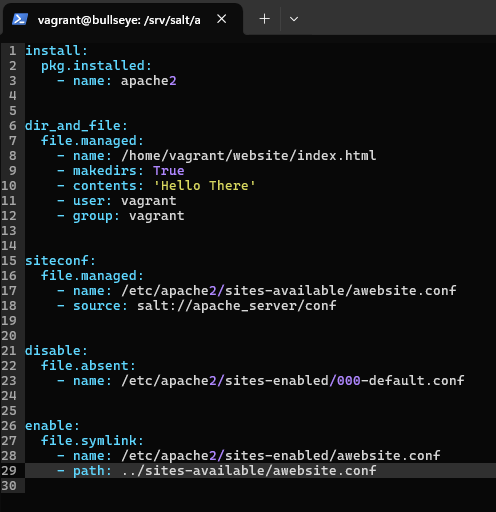 vagrant@bullseye: /srv/salt/a
1 install:
2   pkg.installed:
3     - name: apache2
4
5
6 dir_and_file:
7   file.managed:
8     - name: /home/vagrant/website/index.html
9     - makedirs: True
10     - contents: 'Hello There'
11     - user: vagrant
12     - group: vagrant
13
14
15 siteconf:
16   file.managed:
17     - name: /etc/apache2/sites-available/awebsite.conf
18     - source: salt://apache_server/conf
19
20
21 disable:
22   file.absent:
23     - name: /etc/apache2/sites-enabled/000-default.conf
24
25
26 enable:
27   file.symlink:
28     - name: /etc/apache2/sites-enabled/awebsite.conf
29     - path: ../sites-available/awebsite.conf
30